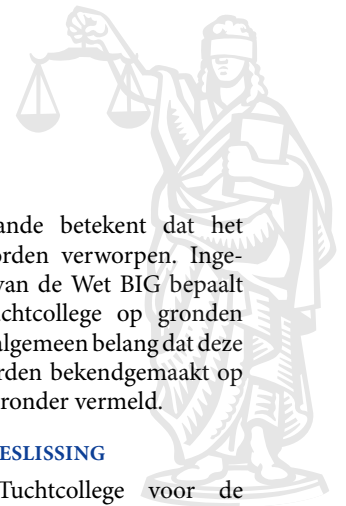 ande betekent dat het
orden verworpen. Inge-
van de Wet BIG bepaalt
uchtcollege op gronden
algemeen belang dat deze
rden bekendgemaakt op
ronder vermeld.
ESLISSING
Tuchtcollege voor de